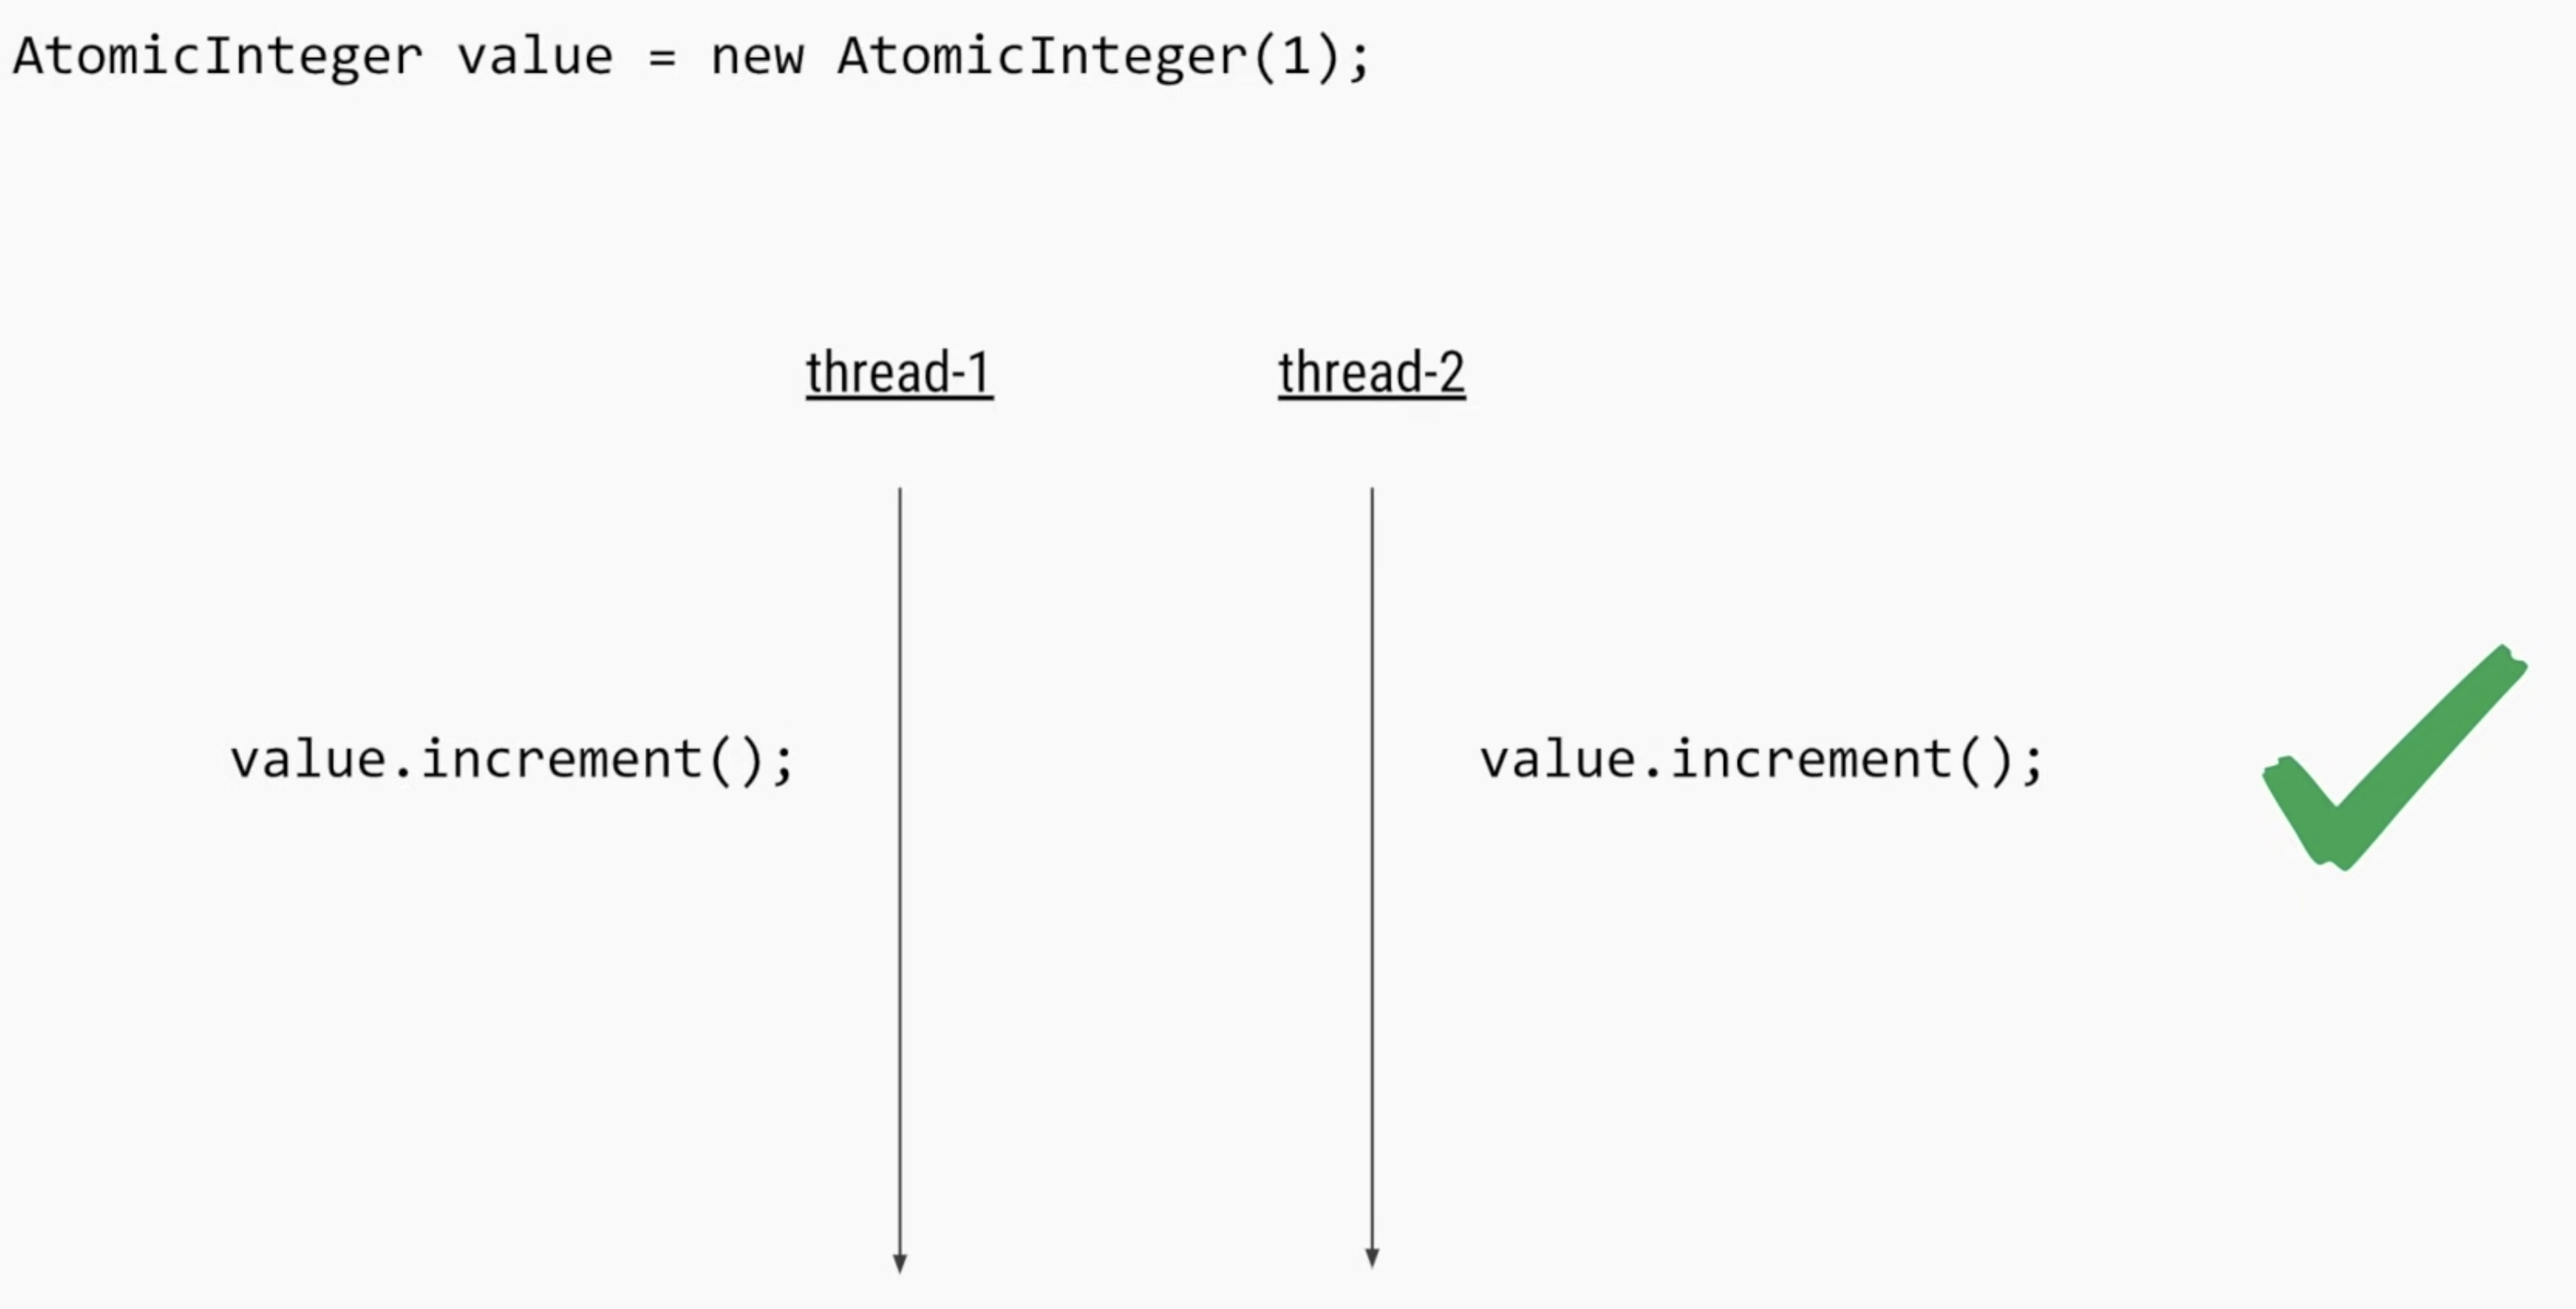 AtomicInteger value = new AtomicInteger(1);
thread-1 thread-2
value.increment(); value.increment();